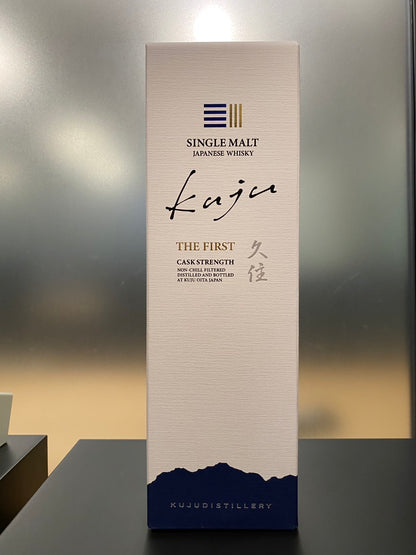 SINGLE MALT
JAPANESE WHISKY
kuju
THE FIRST
久住
CASK STRENGTH
NON-CHILL FILTERED
DISTILLED AND BOTTLED
AT KUJU OITA JAPAN
KUJUDISTILLERY